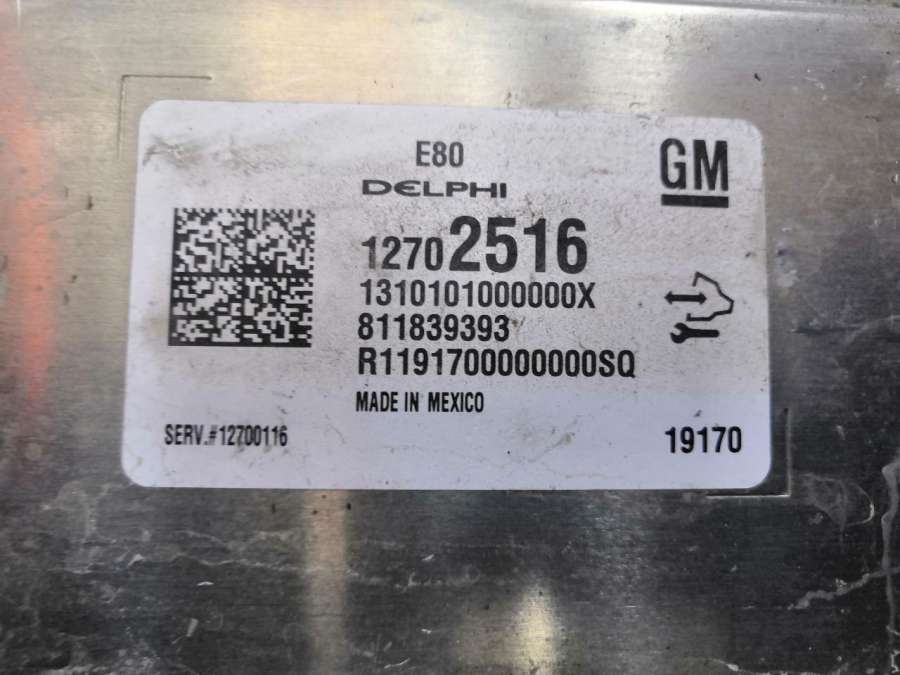 E80
GM
DELPHI
12702516
1310101000000X
811839393
R1191700000000SQ
MADE IN MEXICO
SERV.#12700116
19170